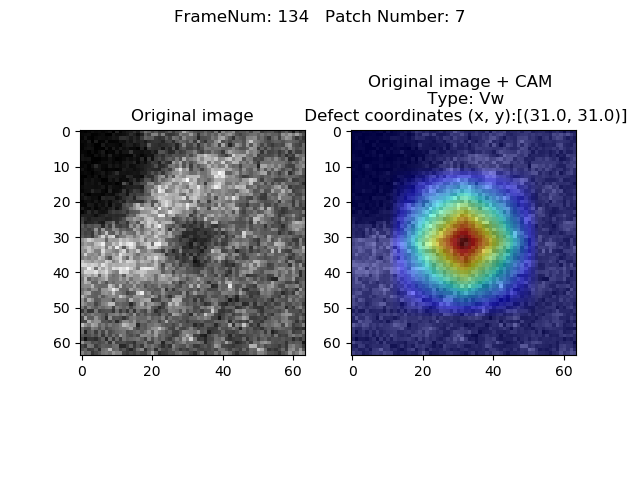 FrameNum: 134   Patch Number: 7
Original image
Original image + CAM
Type: Vw
Defect coordinates (x, y):[(31.0, 31.0)]
0
10
20
30
40
50
60
0 20 40 60
0
10
20
30
40
50
60
0 20 40 60